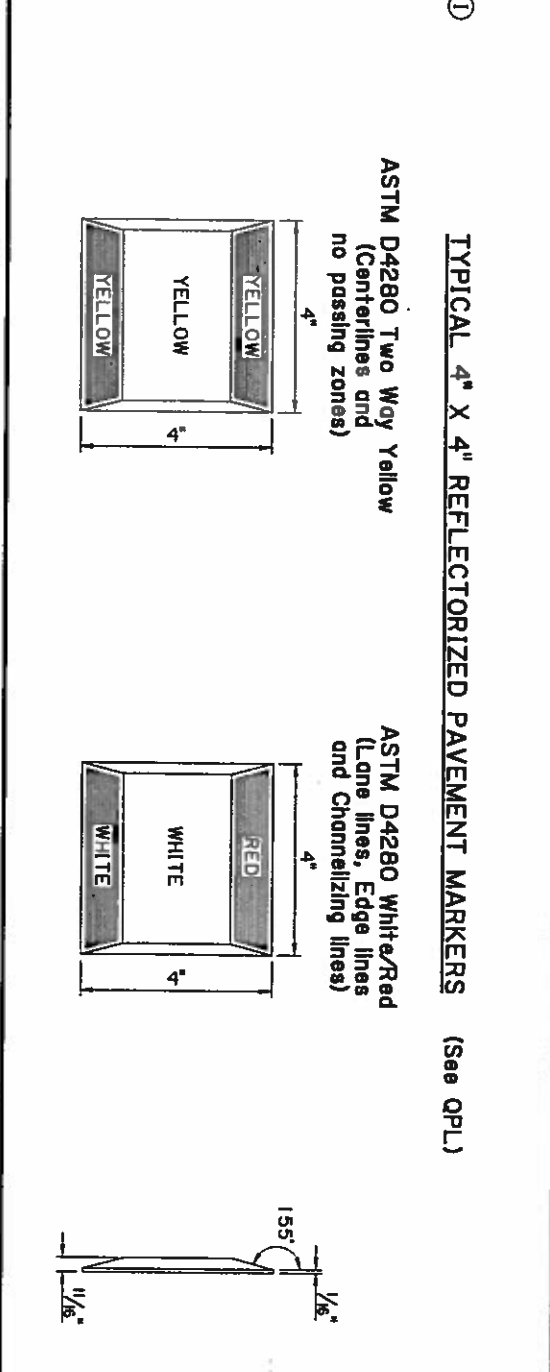 ①
TYPICAL 4" X 4" REFLECTORIZED PAVEMENT MARKERS (See QPL)
ASTM D4280 Two Way Yellow
(Centerlines and
no passing zones)
4"
YELLOW
YELLOW
YELLOW
4"
ASTM D4280 White/Red
(Lane lines, Edge lines
and Channelizing lines)
4"
RED
WHITE
WHITE
4"
155°
1/16"
11/16"